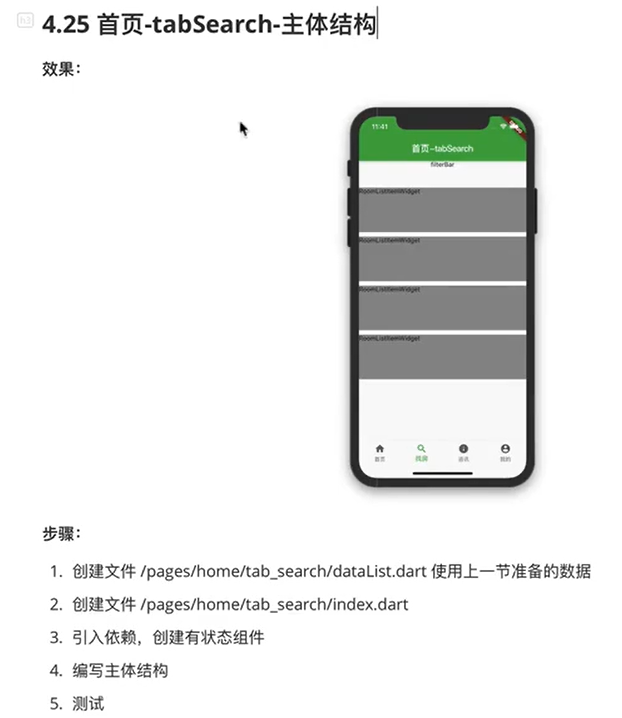 h3
4.25 首页-tabSearch-主体结构
效果：
11:41
首页-tabSearch
filterBar
RoomListItemWidget
RoomListItemWidget
RoomListItemWidget
RoomListItemWidget
首页 找房 资讯 我的
步骤：
1. 创建文件 /pages/home/tab_search/dataList.dart 使用上一节准备的数据
2. 创建文件 /pages/home/tab_search/index.dart
3. 引入依赖，创建有状态组件
4. 编写主体结构
5. 测试